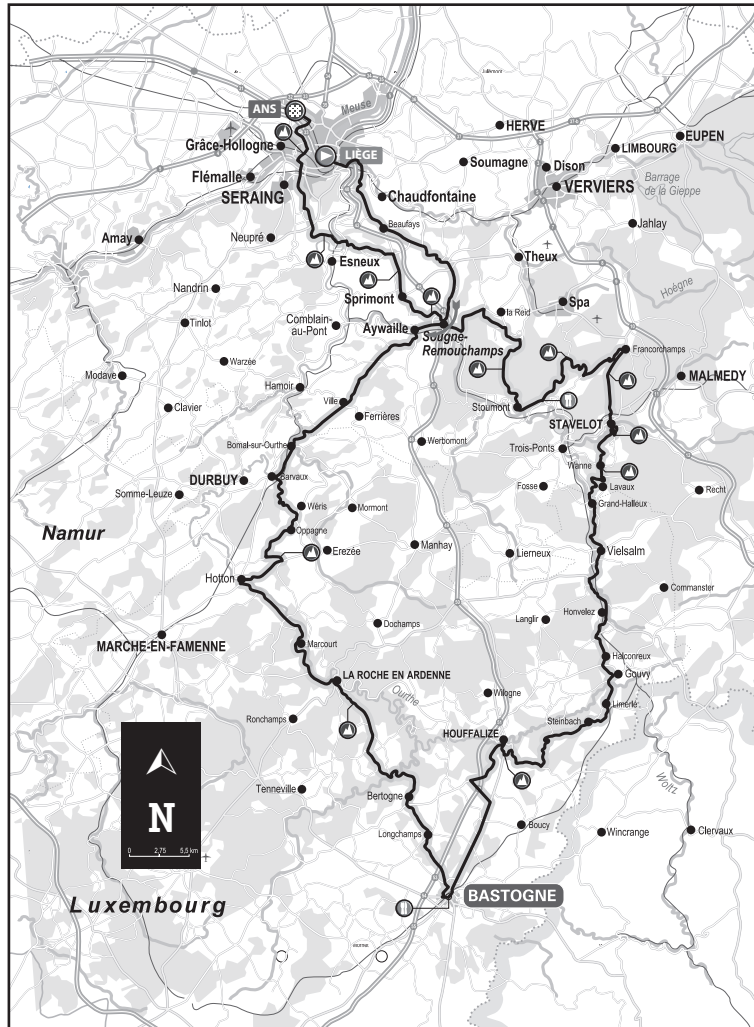 Jullémont
ANS
Meuse
HERVE
EUPEN
Grâce-Hollogne
LIÈGE
Soumagne
Dison
LIMBOURG
Flémalle
Barrage
de la Gieppe
SERAING
Chaudfontaine
VERVIERS
Amay
Neupré
Beaufays
Jahlay
Esneux
Theux
Hoëgne
Nandrin
Sprimont
la Reid
Spa
Tinlot
Comblain-
au-Pont
Aywaille
Sougné-
Remouchamps
Francorchamps
Warzée
Modave
Hamoir
MALMEDY
Clavier
Ville
Ferrières
Stoumont
STAVELOT
Werbomont
Trois-Ponts
Bomal-sur-Ourthe
Wanne
DURBUY
Barvaux
Somme-Leuze
Fosse
Lavaux
Recht
Wéris
Mormont
Grand-Halleux
Namur
Oppagne
Manhay
Erezée
Lierneux
Vielsalm
Hotton
Commanster
Dochamps
Langlir
Honvelez
MARCHE-EN-FAMENNE
Marcourt
Halconreux
LA ROCHE EN ARDENNE
Gouvy
Ourthe
Wilogne
Limerlé
Ronchamps
Steinbach
HOUFFALIZE
Woltz
Tenneville
Bertogne
N
Longchamps
Boucy
Wincrange
Clervaux
0 2,75 5,5 km
BASTOGNE
Luxembourg